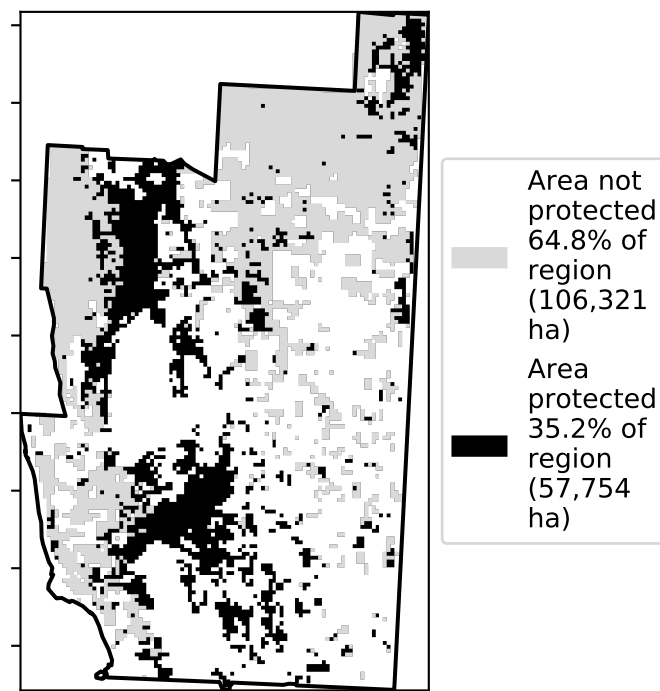 Area not
protected
64.8% of
region
(106,321
ha)
Area
protected
35.2% of
region
(57,754
ha)